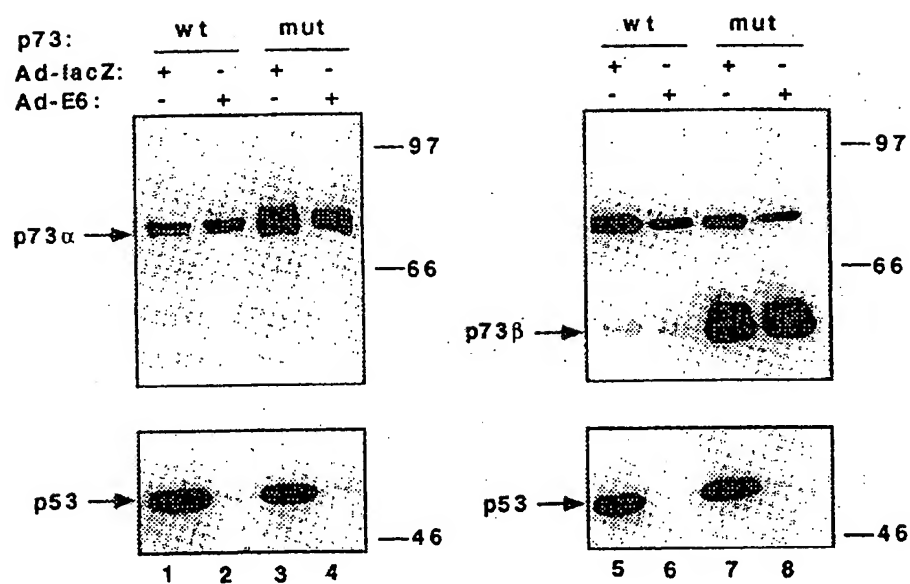 p73: wt mut wt mut
Ad-lacZ: + - + - + - + -
Ad-E6: - + - + - + - +
—97 —97
p73α
—66 —66
p73β
p53 p53
—46 —46
1 2 3 4 5 6 7 8